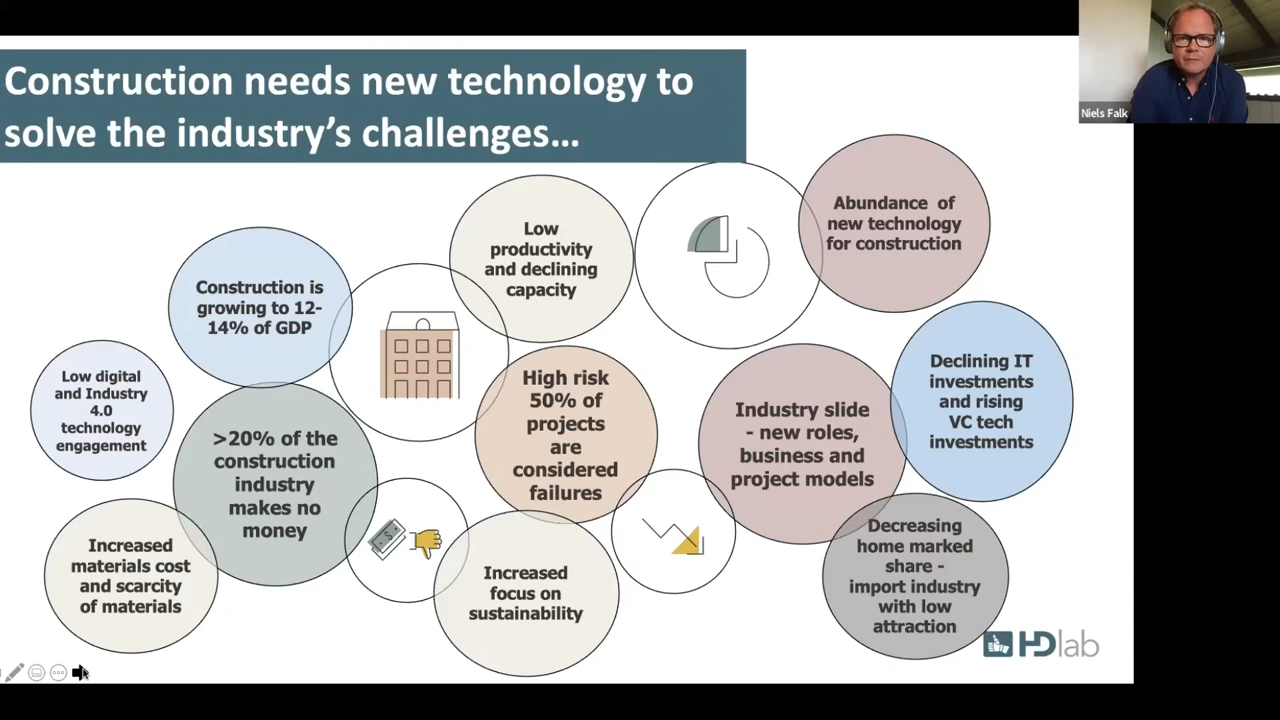 Construction needs new technology to
solve the industry's challenges…
Niels Falk
Abundance of
new technology
for construction
Low
productivity
and declining
capacity
Construction is
growing to 12-
14% of GDP
Low digital
and Industry
4.0
technology
engagement
>20% of the
construction
industry
makes no
money
High risk
50% of
projects
are
considered
failures
Industry slide
- new roles,
business and
project models
Declining IT
investments
and rising
VC tech
investments
Increased
materials cost
and scarcity
of materials
Increased
focus on
sustainability
Decreasing
home marked
share -
import industry
with low
attraction
$
HDlab